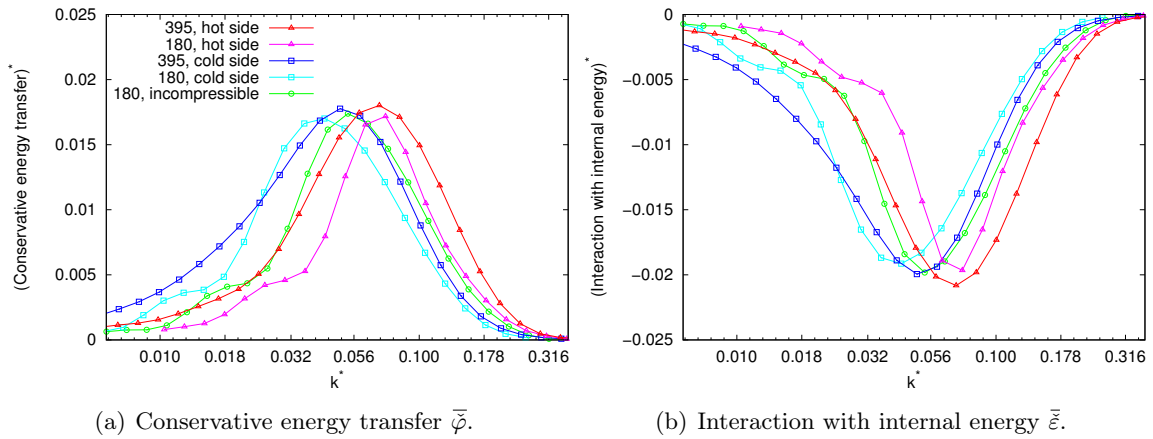 (Conservative energy transfer)*
0.025
0.02
0.015
0.01
0.005
0
395, hot side
180, hot side
395, cold side
180, cold side
180, incompressible
0.010 0.018 0.032 0.056 0.100 0.178 0.316
k*
(a) Conservative energy transfer φ̌̅.
(Interaction with internal energy)*
0
−0.005
−0.01
−0.015
−0.02
−0.025
0.010 0.018 0.032 0.056 0.100 0.178 0.316
k*
(b) Interaction with internal energy ε̌̅.